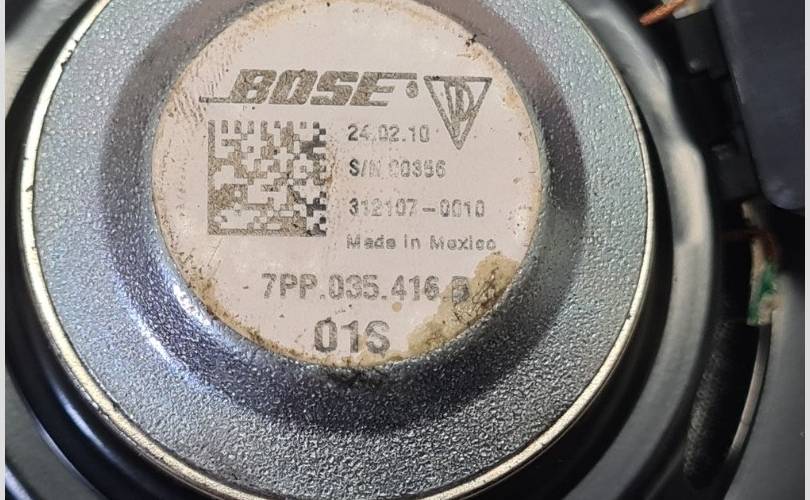 BOSE®
24.02.10
S/N 00356
312107-0010
Made in Mexico
7PP.035.416.B
01S